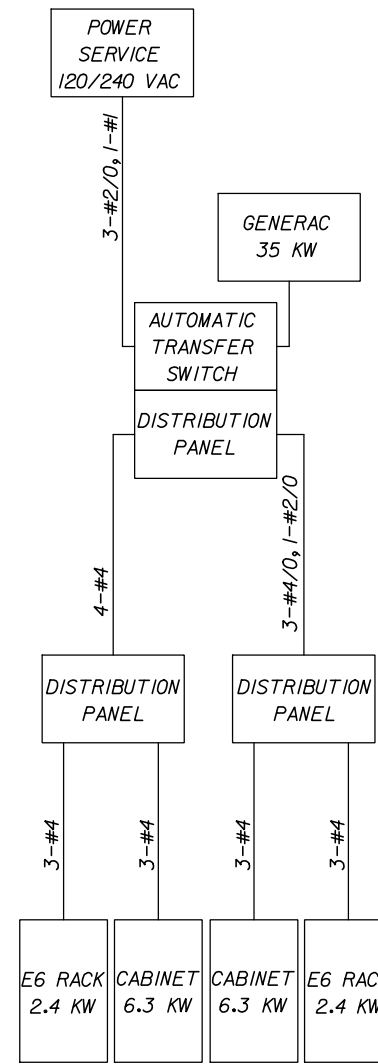 POWER
SERVICE
120/240 VAC
3-#2/0, 1-#1
GENERAC
35 KW
AUTOMATIC
TRANSFER
SWITCH
DISTRIBUTION
PANEL
4-#4
3-#4/0, 1-#2/0
DISTRIBUTION
PANEL
DISTRIBUTION
PANEL
3-#4
3-#4
3-#4
3-#4
E6 RACK
2.4 KW
CABINET
6.3 KW
CABINET
6.3 KW
E6 RAC
2.4 KW